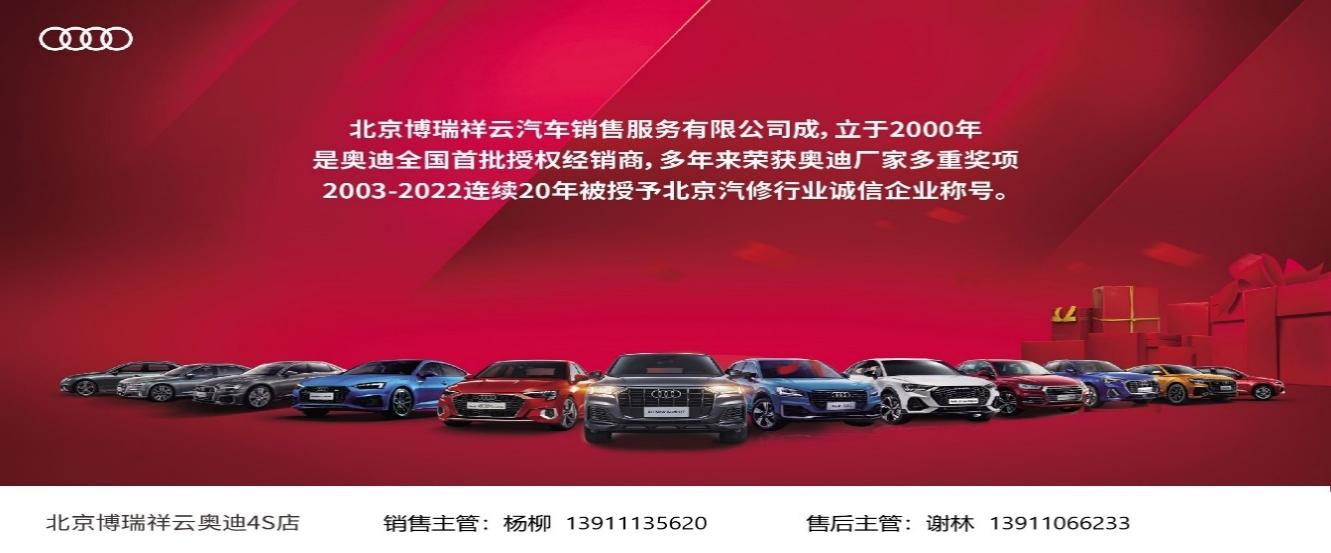 北京博瑞祥云汽车销售服务有限公司成,立于2000年
是奥迪全国首批授权经销商,多年来荣获奥迪厂家多重奖项
2003-2022连续20年被授予北京汽修行业诚信企业称号。
北京博瑞祥云奥迪4S店 销售主管：杨柳 13911135620 售后主管：谢林 13911066233